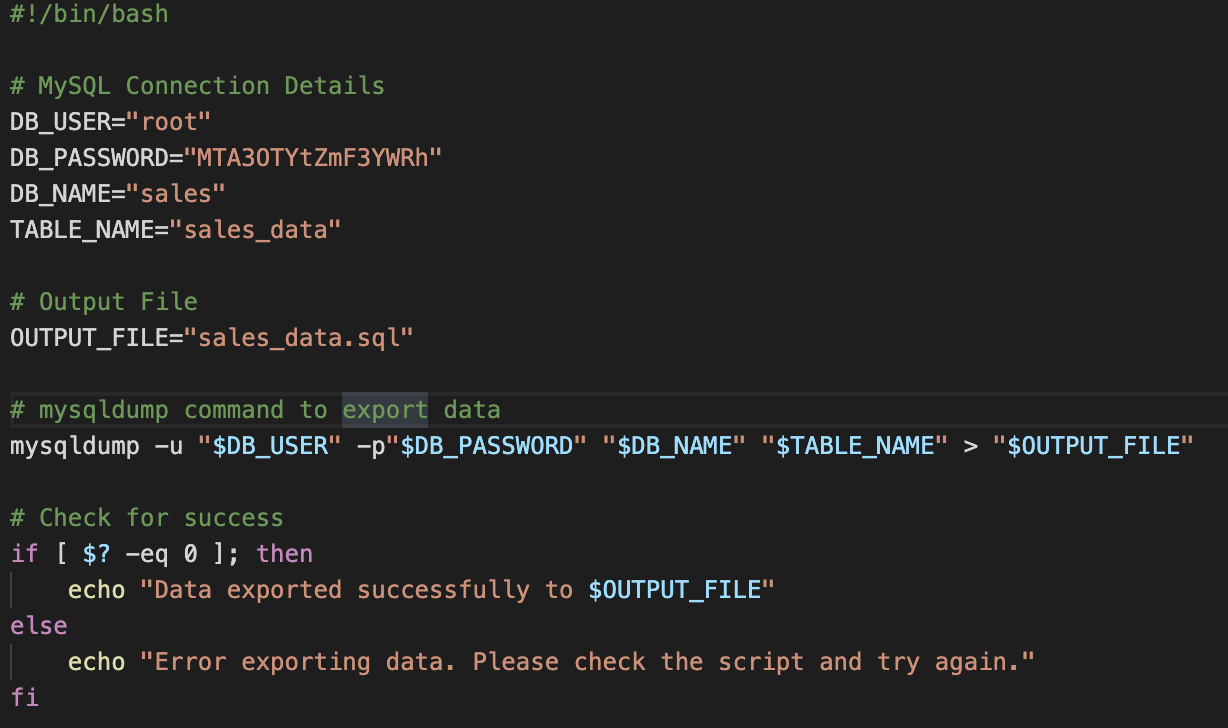 #!/bin/bash
# MySQL Connection Details
DB_USER="root"
DB_PASSWORD="MTA3OTYtZmF3YWRh"
DB_NAME="sales"
TABLE_NAME="sales_data"
# Output File
OUTPUT_FILE="sales_data.sql"
# mysqldump command to export data
mysqldump -u "$DB_USER" -p"$DB_PASSWORD" "$DB_NAME" "$TABLE_NAME" > "$OUTPUT_FILE"
# Check for success
if [ $? -eq 0 ]; then
    echo "Data exported successfully to $OUTPUT_FILE"
else
    echo "Error exporting data. Please check the script and try again."
fi